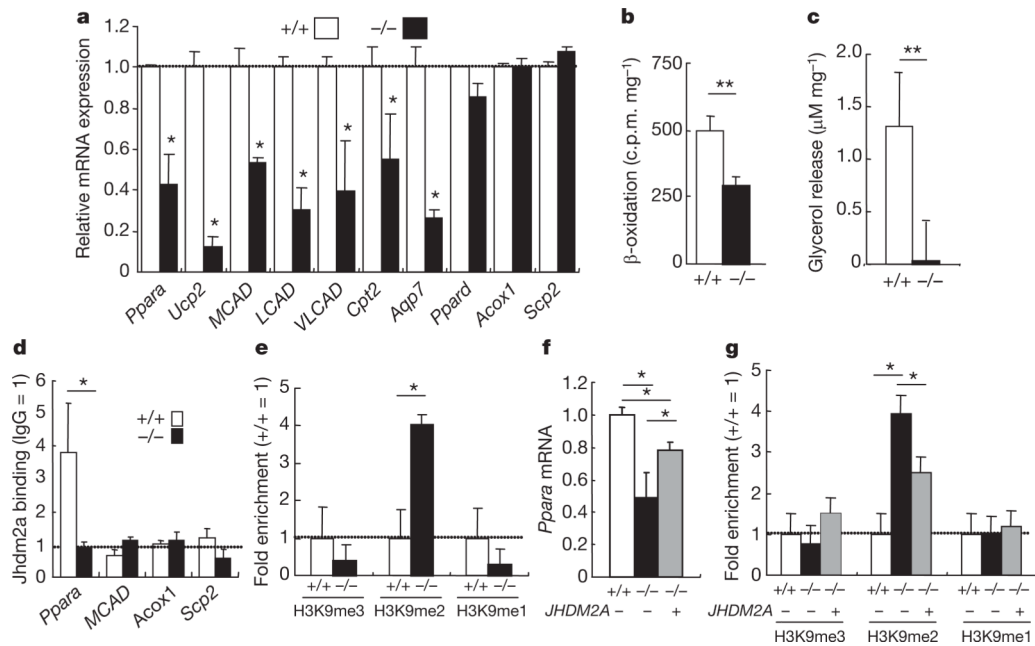 a
+/+ −/−
Relative mRNA expression
1.2
1.0
0.8
0.6
0.4
0.2
0
* * * * * * *
Ppara Ucp2 MCAD LCAD VLCAD Cpt2 Aqp7 Ppard Acox1 Scp2
b
β-oxidation (c.p.m. mg⁻¹)
750
500
250
0
**
+/+ −/−
c
Glycerol release (μM mg⁻¹)
2.0
1.5
1.0
0.5
0
**
+/+ −/−
d
Jhdm2a binding (IgG = 1)
6
5
4
3
2
1
0
*
+/+
−/−
Ppara MCAD Acox1 Scp2
e
Fold enrichment (+/+ = 1)
5
4
3
2
1
0
*
+/+ −/− +/+ −/− +/+ −/−
H3K9me3 H3K9me2 H3K9me1
f
Ppara mRNA
1.2
1.0
0.8
0.6
0.4
0.2
0
*
*
*
+/+ −/− −/−
JHDM2A − − +
g
Fold enrichment (+/+ = 1)
5
4
3
2
1
0
* *
+/+ −/− −/− +/+ −/− −/− +/+ −/− −/−
JHDM2A − − + − − + − − +
H3K9me3 H3K9me2 H3K9me1